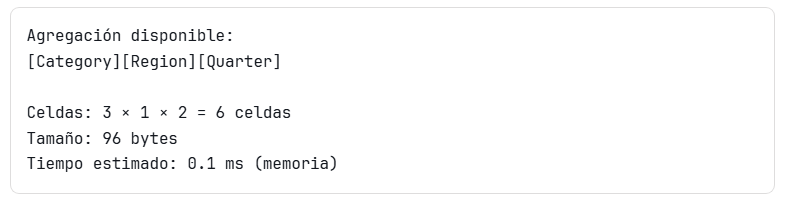 Agregación disponible:
[Category][Region][Quarter]
Celdas: 3 × 1 × 2 = 6 celdas
Tamaño: 96 bytes
Tiempo estimado: 0.1 ms (memoria)